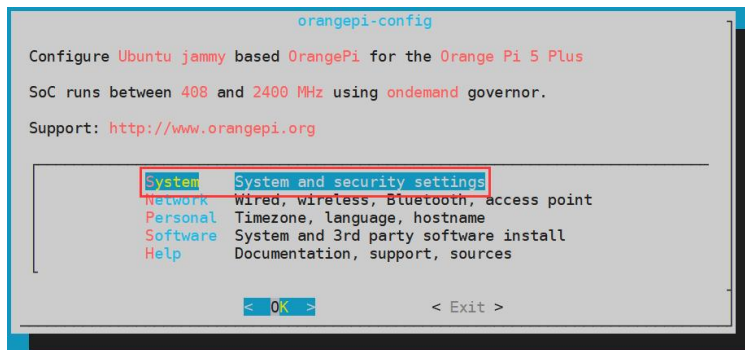 orangepi-config
Configure Ubuntu jammy based OrangePi for the Orange Pi 5 Plus
SoC runs between 408 and 2400 MHz using ondemand governor.
Support: http://www.orangepi.org
System System and security settings
Network Wired, wireless, Bluetooth, access point
Personal Timezone, language, hostname
Software System and 3rd party software install
Help Documentation, support, sources
< OK > < Exit >